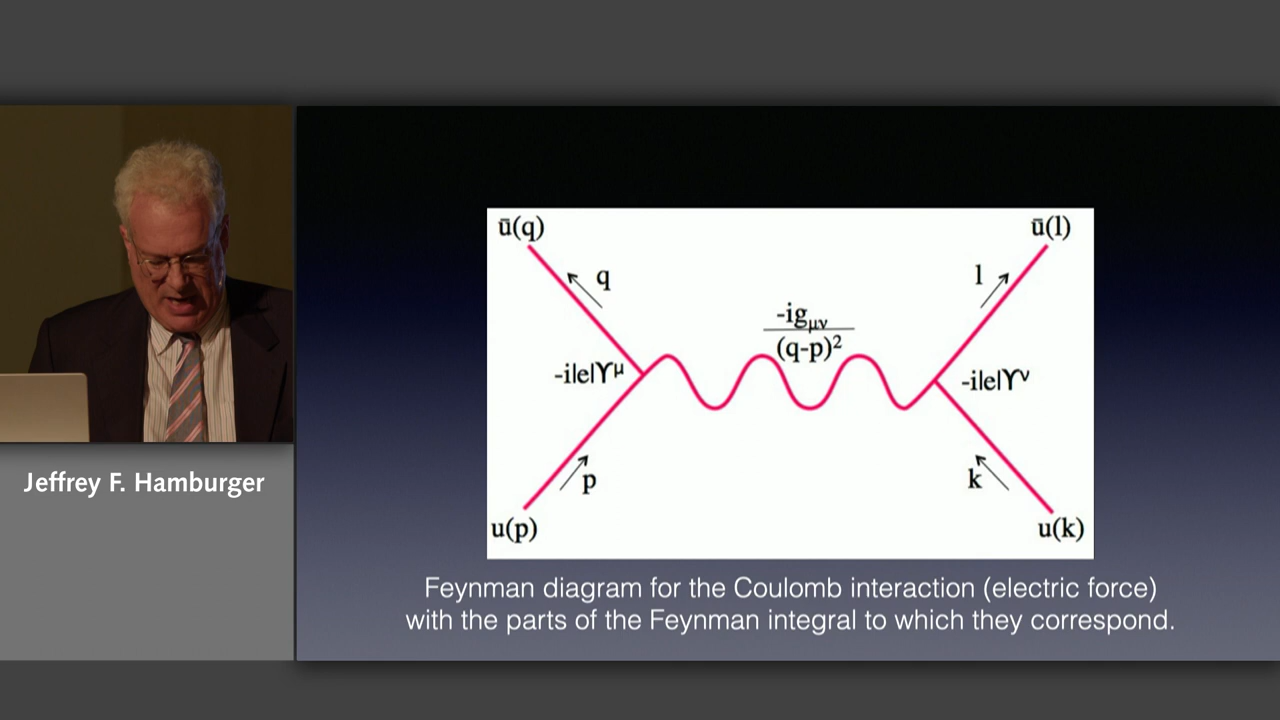 Jeffrey F. Hamburger
ū(q)
ū(l)
q
l
-ig_μν
(q-p)²
-i|e|ϒ^μ
-i|e|ϒ^ν
p
k
u(p)
u(k)
Feynman diagram for the Coulomb interaction (electric force)
with the parts of the Feynman integral to which they correspond.